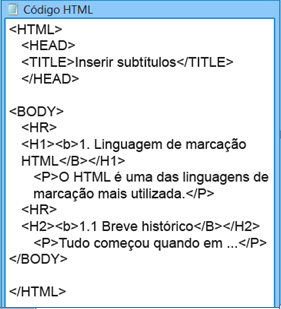 Código HTML
<HTML>
<HEAD>
<TITLE>Inserir subtítulos</TITLE>
</HEAD>
<BODY>
<HR>
<H1><b>1. Linguagem de marcação
HTML</B></H1>
<P>O HTML é uma das linguagens de
marcação mais utilizada.</P>
<HR>
<H2><b>1.1 Breve histórico</B></H2>
<P>Tudo começou quando em ...</P>
</BODY>
</HTML>